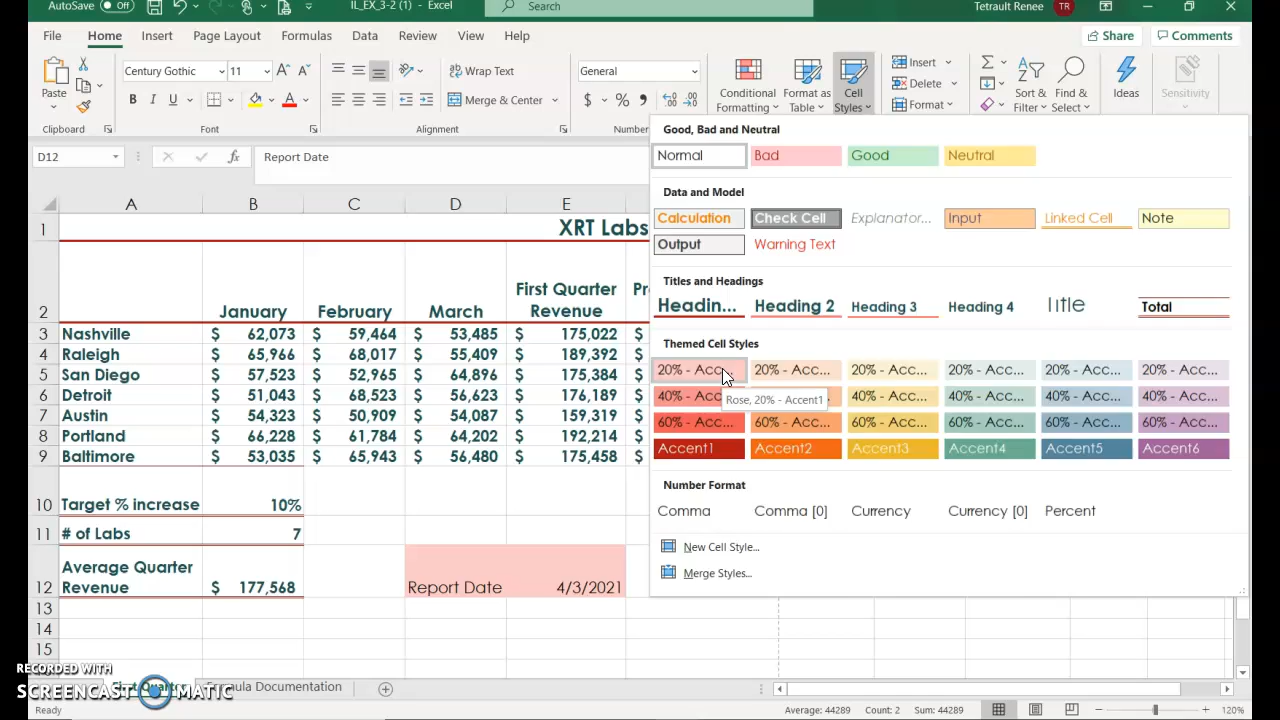 AutoSave Off IL_EX_3-2 (1) - Excel Search Tetrault Renee TR
File Home Insert Page Layout Formulas Data Review View Help Share Comments
Century Gothic 11 A A Wrap Text General Insert Σ
Paste B I U A Merge & Center $ % Conditional Formatting Format as Table Cell Styles Delete Format Sort & Filter Find & Select Ideas Sensitivity
Clipboard Font Alignment Number
D12 fx Report Date
Good, Bad and Neutral
Normal Bad Good Neutral
Data and Model
Calculation Check Cell Explanator... Input Linked Cell Note
Output Warning Text
Titles and Headings
Headin... Heading 2 Heading 3 Heading 4 Title Total
Themed Cell Styles
20% - Acc... 20% - Acc... 20% - Acc... 20% - Acc... 20% - Acc... 20% - Acc...
40% - Acc 40% - Acc... 40% - Acc... 40% - Acc... 40% - Acc...
Rose, 20% - Accent1
60% - Acc... 60% - Acc... 60% - Acc... 60% - Acc... 60% - Acc... 60% - Acc...
Accent1 Accent2 Accent3 Accent4 Accent5 Accent6
Number Format
Comma Comma [0] Currency Currency [0] Percent
New Cell Style...
Merge Styles...
A B C D E
1 XRT Labs
2 January February March First Quarter Revenue Pr
3 Nashville $ 62,073 $ 59,464 $ 53,485 $ 175,022 $
4 Raleigh $ 65,966 $ 68,017 $ 55,409 $ 189,392 $
5 San Diego $ 57,523 $ 52,965 $ 64,896 $ 175,384 $
6 Detroit $ 51,043 $ 68,523 $ 56,623 $ 176,189 $
7 Austin $ 54,323 $ 50,909 $ 54,087 $ 159,319 $
8 Portland $ 66,228 $ 61,784 $ 64,202 $ 192,214 $
9 Baltimore $ 53,035 $ 65,943 $ 56,480 $ 175,458 $
10 Target % increase 10%
11 # of Labs 7
12 Average Quarter Revenue $ 177,568 Report Date 4/3/2021
13
14
15
RECORDED WITH
SCREENCAST MATIC
Formula Documentation
Ready Average: 44289 Count: 2 Sum: 44289 120%